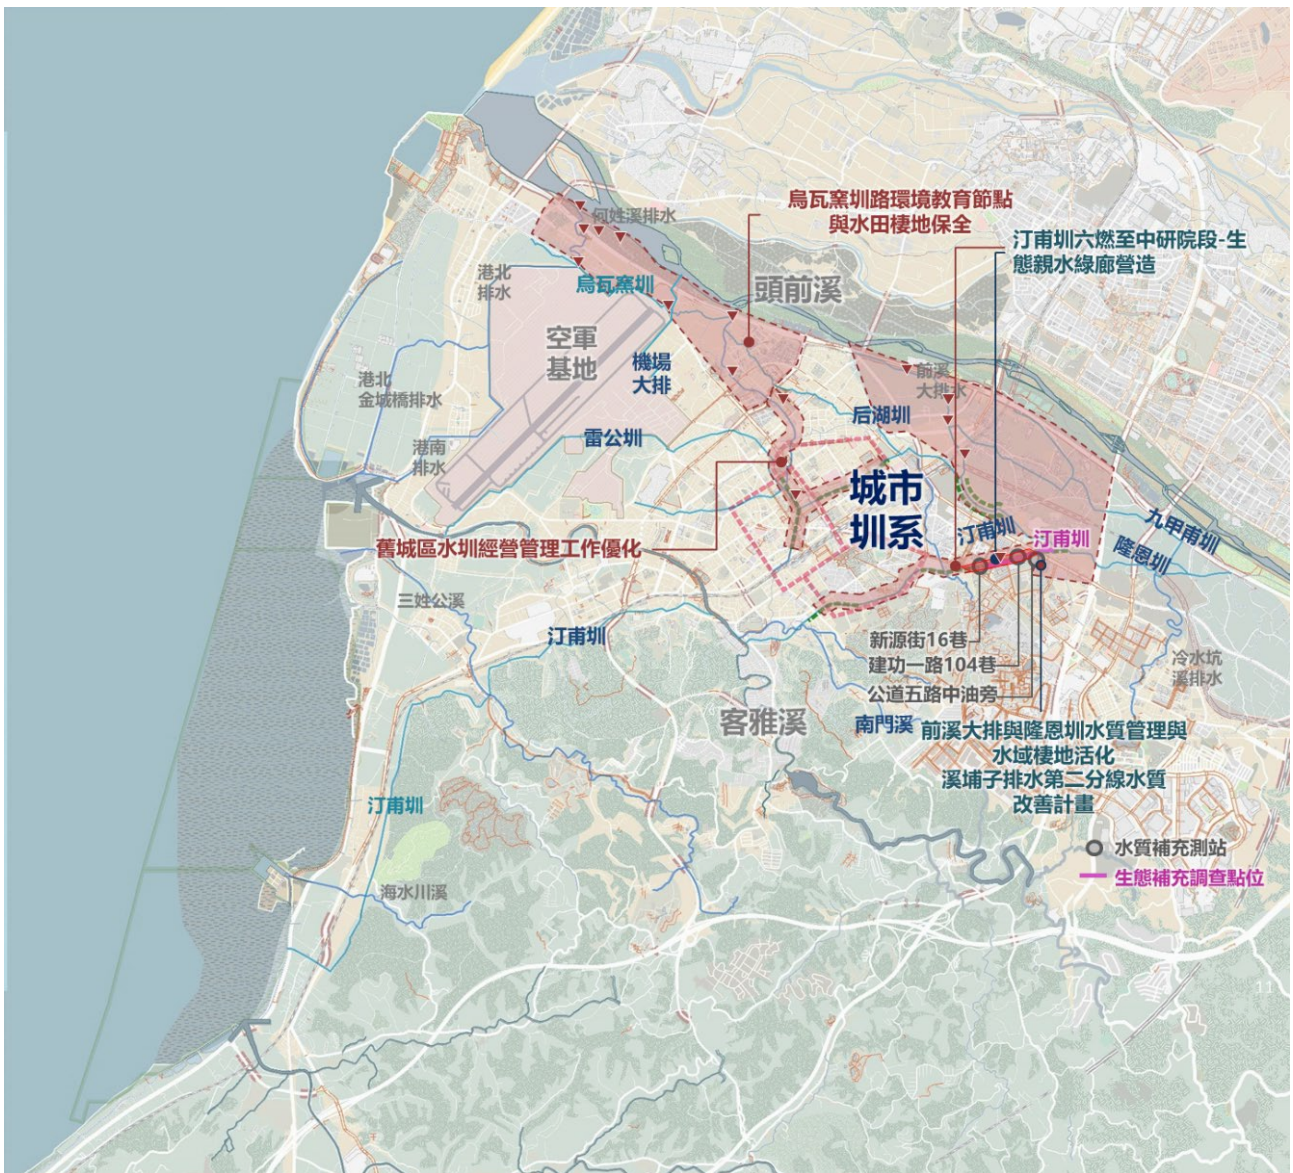 烏瓦窯圳路環境教育節點
與水田棲地保全
汀甫圳六燃至中研院段-生
態親水綠廊營造
何姓溪排水
港北
排水
烏瓦窯圳
頭前溪
空軍
基地
機場
大排
前溪
大排水
港北
金城橋排水
后湖圳
雷公圳
港南
排水
城市
圳系
汀甫圳
汀甫圳
九甲甫圳
隆恩圳
舊城區水圳經營管理工作優化
三姓公溪
汀甫圳
新源街16巷
建功一路104巷
公道五路中油旁
冷水坑
溪排水
客雅溪
南門溪
前溪大排與隆恩圳水質管理與
水域棲地活化
溪埔子排水第二分線水質
改善計畫
汀甫圳
水質補充測站
生態補充調查點位
海水川溪
11